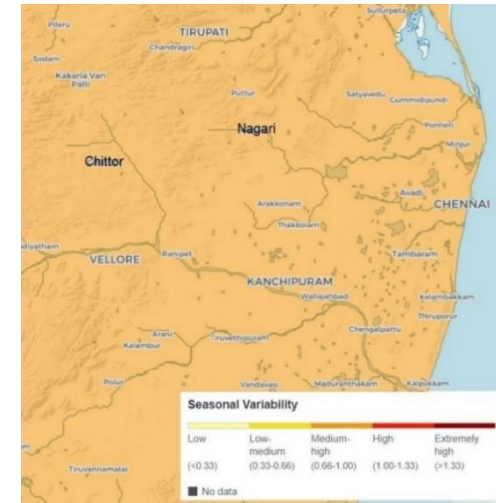 Sullurpeta
Pileru
TIRUPATI
Chandragiri
Sodam
Kakarla Vari
Palli
Puttur
Satyavedu
Gummidipundi
Nagari
Ponneri
Minjur
Chittor
Avadi
Arakkonam
CHENNAI
Thakkolam
Tambaram
diyatham
VELLORE
Ranipet
KANCHIPURAM
Wallajahbad
Kelambakkam
Thiruporur
Chengalpattu
Arani
Tiruvethipuram
Kalambur
Polur
Vandavasi
Maduranthakam
Kalpakkam
Tiruvannamalai
Seasonal Variability
Low Low- Medium- High Extremely
medium high high
(<0.33) (0.33-0.66) (0.66-1.00) (1.00-1.33) (>1.33)
No data